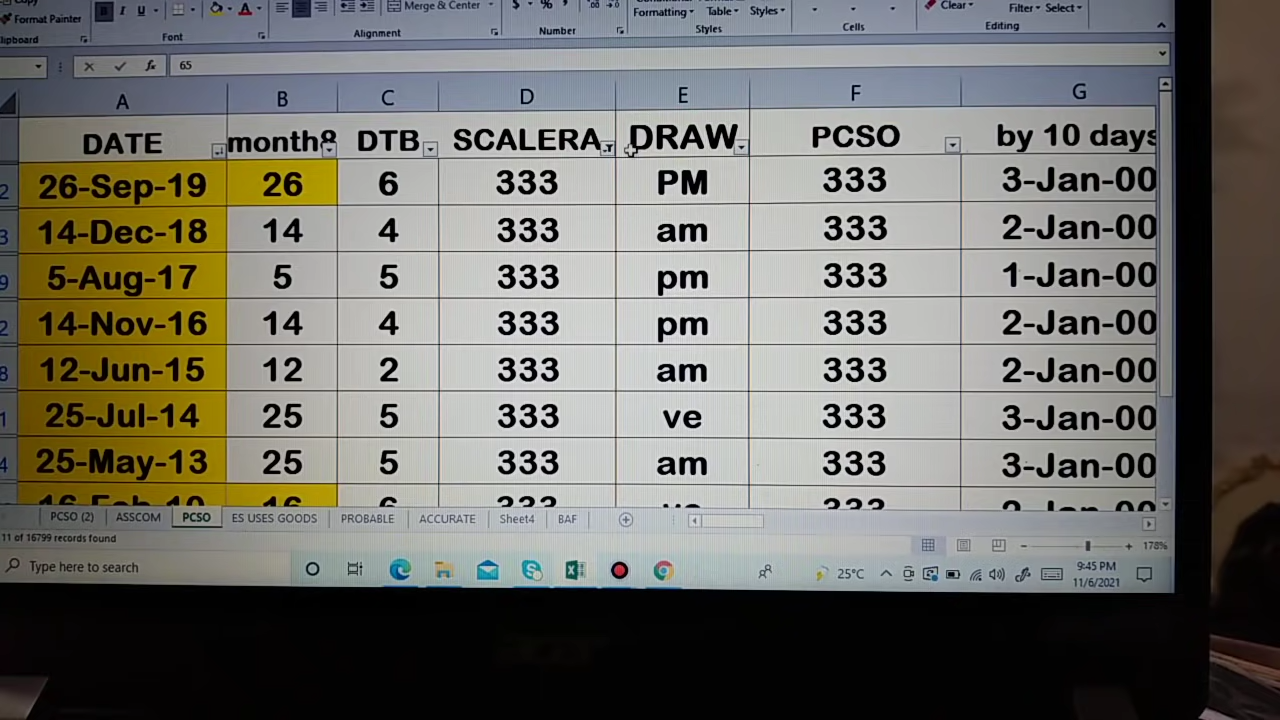 Format Painter
B I U
A
Merge & Center
$ %
Formatting Table Styles
Clear
Filter Select
Font
Alignment
Number
Styles
Cells
Editing
fx 65
A B C D E F G
DATE month DTB SCALERA DRAW PCSO by 10 days
26-Sep-19 26 6 333 PM 333 3-Jan-00
14-Dec-18 14 4 333 am 333 2-Jan-00
5-Aug-17 5 5 333 pm 333 1-Jan-00
14-Nov-16 14 4 333 pm 333 2-Jan-00
12-Jun-15 12 2 333 am 333 2-Jan-00
25-Jul-14 25 5 333 ve 333 3-Jan-00
25-May-13 25 5 333 am 333 3-Jan-00
PCSO (2) ASSCOM PCSO ES USES GOODS PROBABLE ACCURATE Sheet4 BAF
11 of 16799 records found
178%
Type here to search
25°C
9:45 PM
11/6/2021